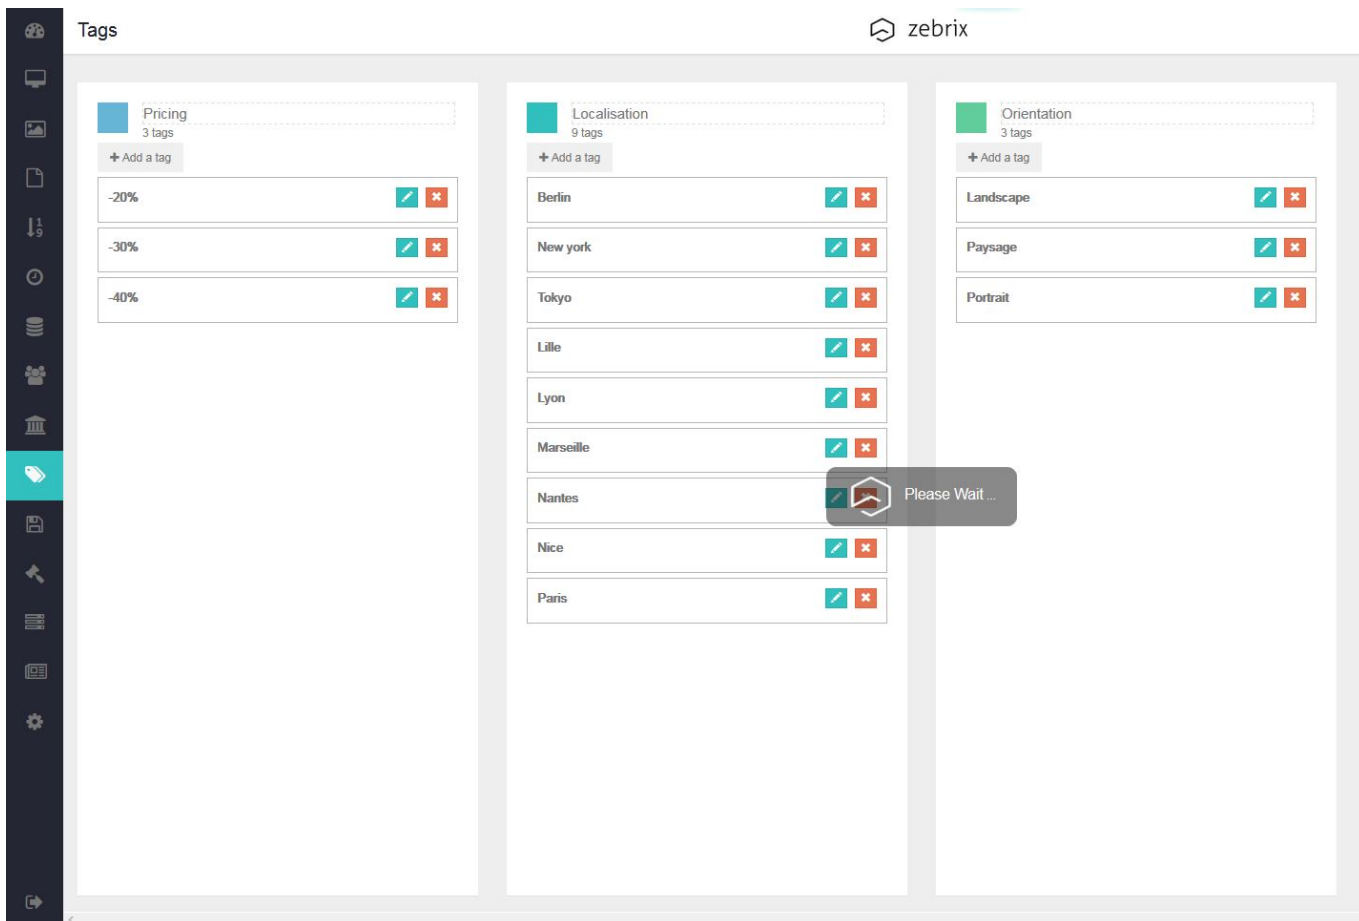 Tags
zebrix
Pricing
3 tags
Add a tag
-20%
-30%
-40%
Localisation
9 tags
Add a tag
Berlin
New york
Tokyo
Lille
Lyon
Marseille
Nantes
Nice
Paris
Orientation
3 tags
Add a tag
Landscape
Paysage
Portrait
Please Wait ...